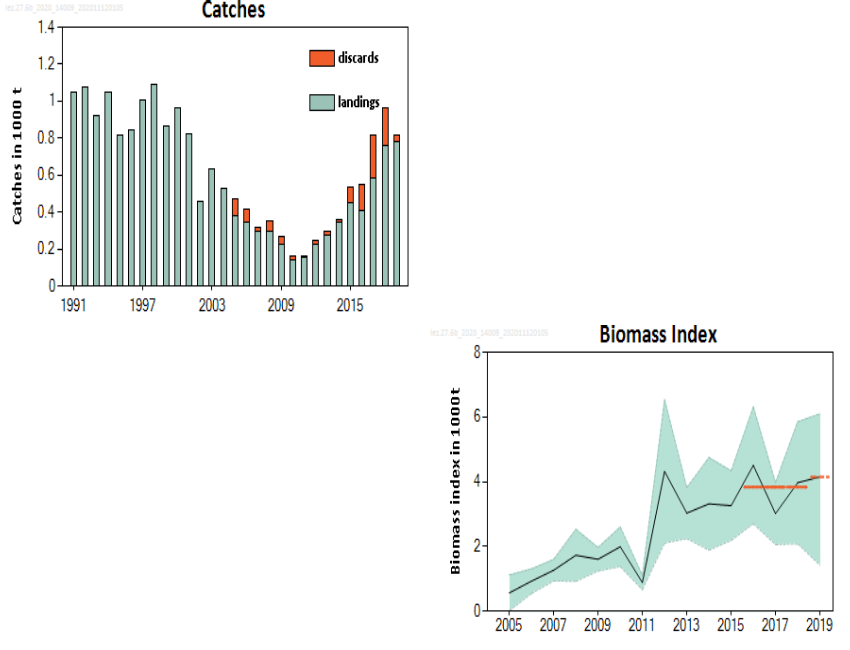 Catches
1.4
1.2
1
0.8
0.6
0.4
0.2
0
Catches in 1000 t
discards
landings
1991 1997 2003 2009 2015
Biomass Index
8
6
4
2
0
Biomass index in 1000t
2005 2007 2009 2011 2013 2015 2017 2019